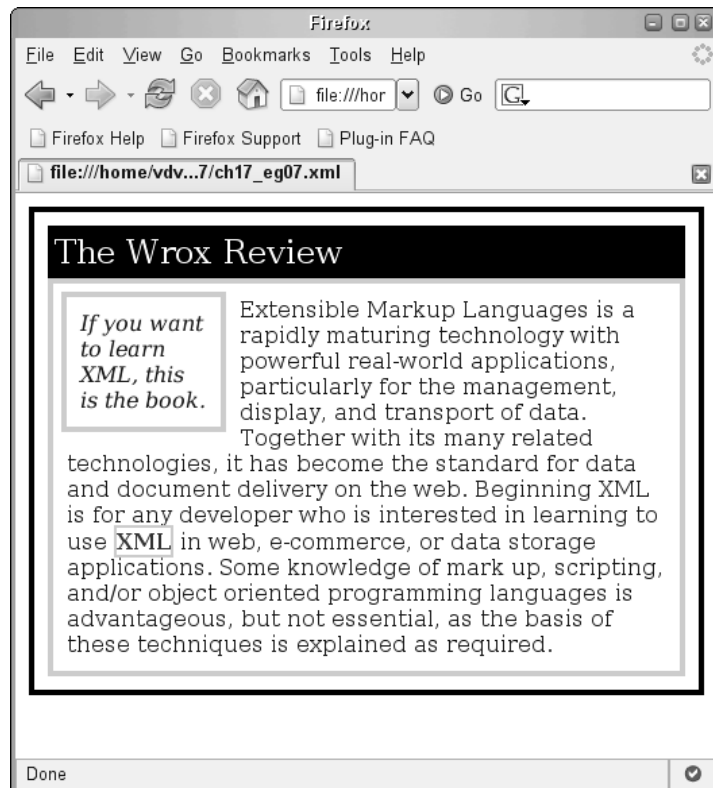 Firefox
File Edit View Go Bookmarks Tools Help
file:///hor Go G
Firefox Help Firefox Support Plug-in FAQ
file:///home/vdv...7/ch17_eg07.xml
The Wrox Review
If you want
to learn
XML, this
is the book.
Extensible Markup Languages is a
rapidly maturing technology with
powerful real-world applications,
particularly for the management,
display, and transport of data.
Together with its many related
technologies, it has become the standard for data
and document delivery on the web. Beginning XML
is for any developer who is interested in learning to
use XML in web, e-commerce, or data storage
applications. Some knowledge of mark up, scripting,
and/or object oriented programming languages is
advantageous, but not essential, as the basis of
these techniques is explained as required.
Done